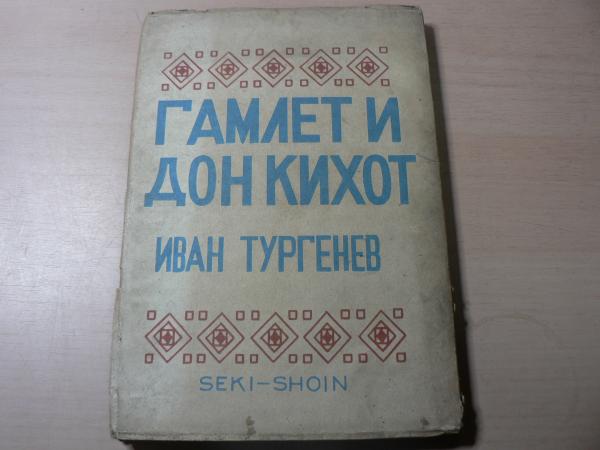 ГАМЛЕТ И
ДОН КИХОТ
ИВАН ТУРГЕНЕВ
SEKI-SHOIN